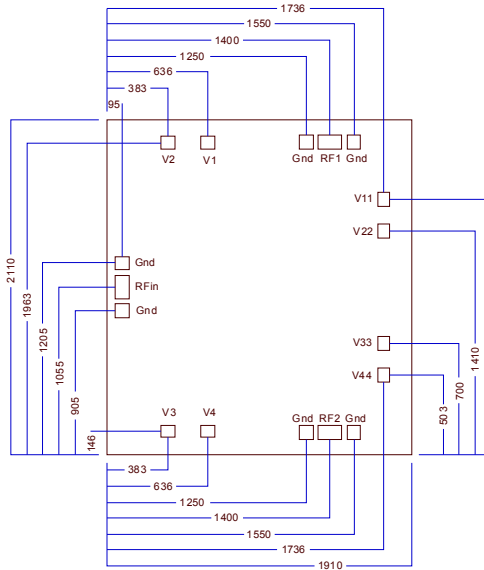 1736
1550
1400
1250
636
383
95
V2
V1
Gnd
RF1
Gnd
V11
V22
Gnd
RFin
Gnd
2110
1963
1205
1055
905
146
1410
700
503
V33
V44
V3
V4
Gnd
RF2
Gnd
383
636
1250
1400
1550
1736
1910